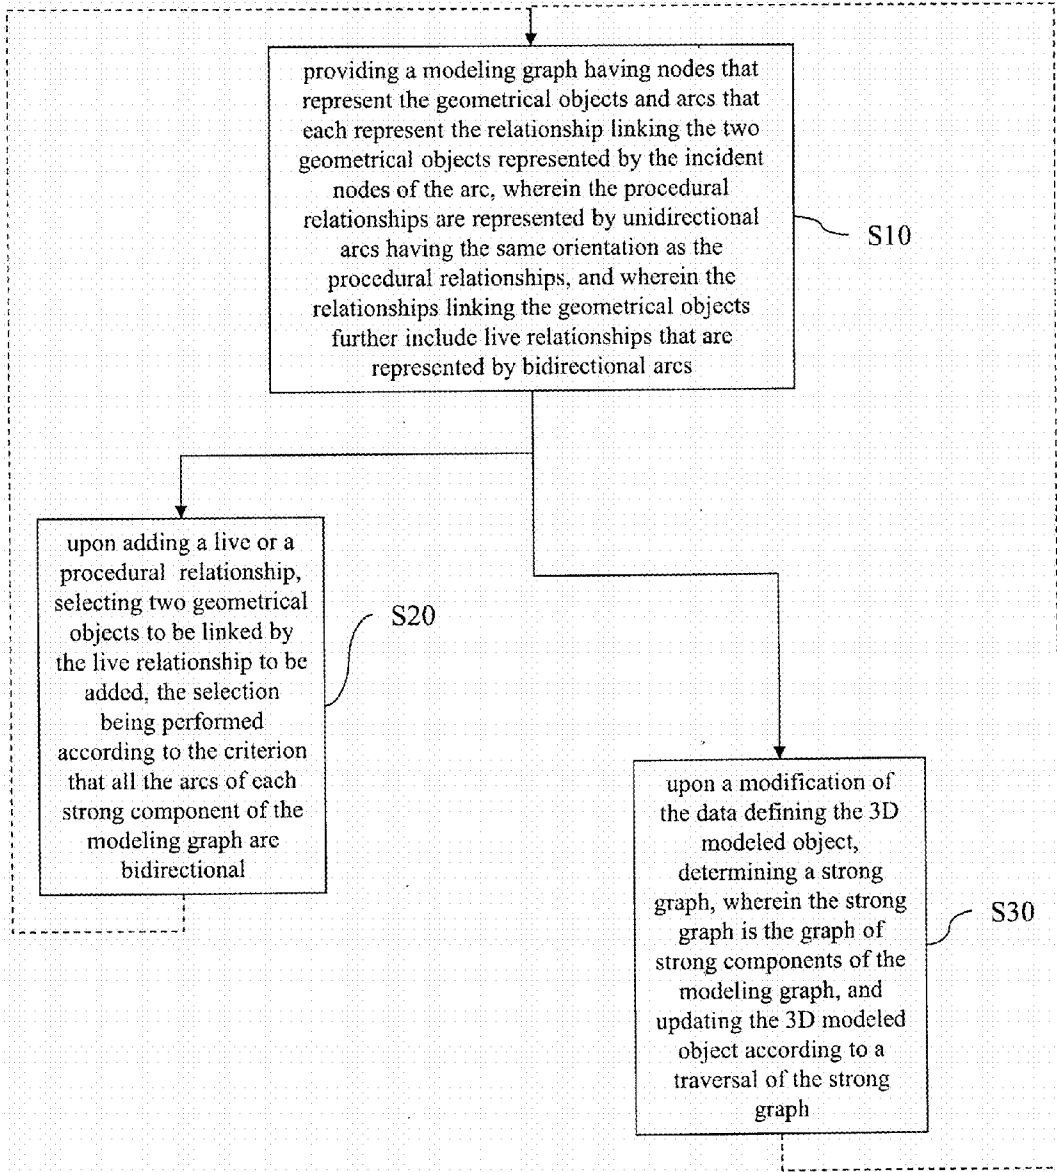 providing a modeling graph having nodes that
represent the geometrical objects and arcs that
each represent the relationship linking the two
geometrical objects represented by the incident
nodes of the arc, wherein the procedural
relationships are represented by unidirectional
arcs having the same orientation as the
procedural relationships, and wherein the
relationships linking the geometrical objects
further include live relationships that are
represented by bidirectional arcs
S10
upon adding a live or a
procedural relationship,
selecting two geometrical
objects to be linked by
the live relationship to be
added, the selection
being performed
according to the criterion
that all the arcs of each
strong component of the
modeling graph are
bidirectional
S20
upon a modification of
the data defining the 3D
modeled object,
determining a strong
graph, wherein the strong
graph is the graph of
strong components of the
modeling graph, and
updating the 3D modeled
object according to a
traversal of the strong
graph
S30